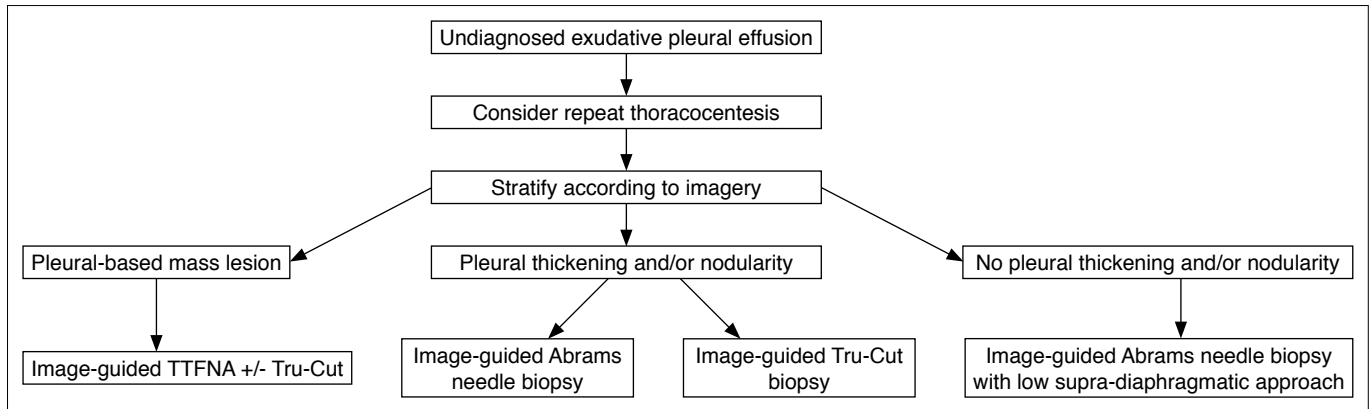 Undiagnosed exudative pleural effusion
Consider repeat thoracocentesis
Stratify according to imagery
Pleural-based mass lesion
Pleural thickening and/or nodularity
No pleural thickening and/or nodularity
Image-guided TTFNA +/- Tru-Cut
Image-guided Abrams
needle biopsy
Image-guided Tru-Cut
biopsy
Image-guided Abrams needle biopsy
with low supra-diaphragmatic approach